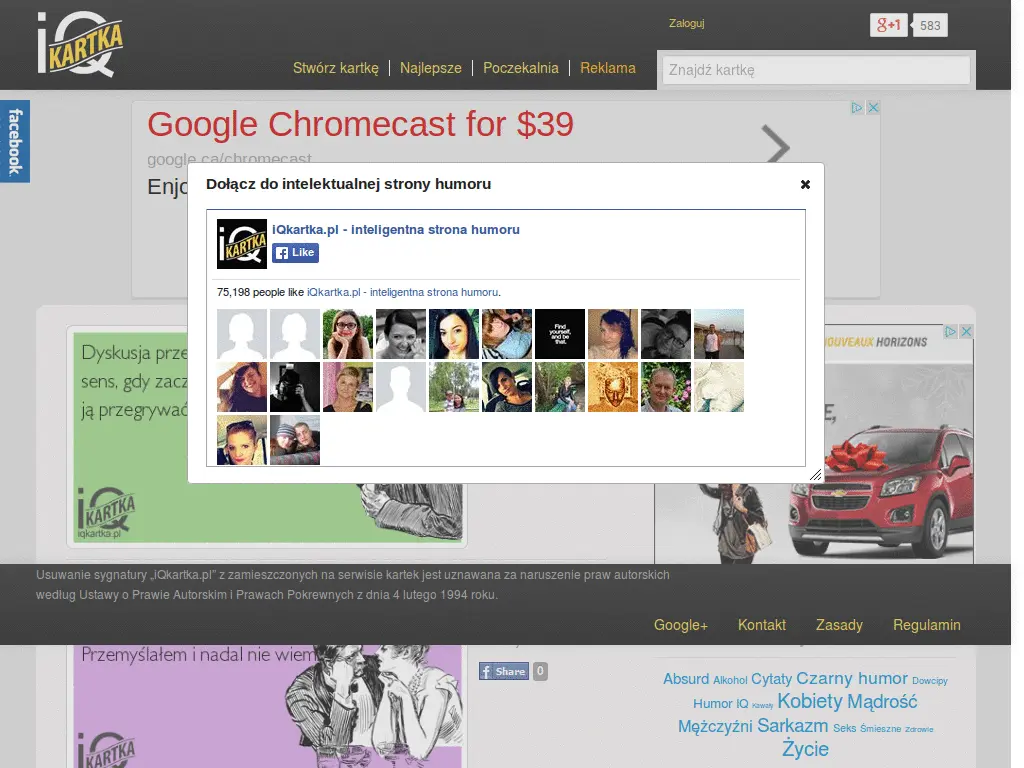 iQ
KARTKA
Zaloguj
g+1
583
Stwórz kartkę
Najlepsze
Poczekalnia
Reklama
Znajdź kartkę
facebook
Google Chromecast for $39
google.ca/chromecast
Enjo
Dołącz do intelektualnej strony humoru
iQ
KARTKA
iQkartka.pl - inteligentna strona humoru
Like
75,198 people like iQkartka.pl - inteligentna strona humoru.
Find
yourself,
and be
that.
Dyskusja prze
sens, gdy zacz
ją przegrywać
iQ
KARTKA
iqkartka.pl
NOUVEAUX HORIZONS
E,
Usuwanie sygnatury „iQkartka.pl” z zamieszczonych na serwisie kartek jest uznawana za naruszenie praw autorskich
według Ustawy o Prawie Autorskim i Prawach Pokrewnych z dnia 4 lutego 1994 roku.
Google+
Kontakt
Zasady
Regulamin
Przemyślałem i nadal nie wiem,
iQ
KARTKA
Share
0
Absurd Alkohol Cytaty Czarny humor Dowcipy
Humor IQ Kawały Kobiety Mądrość
Mężczyźni Sarkazm Seks Śmieszne Zdrowie
Życie